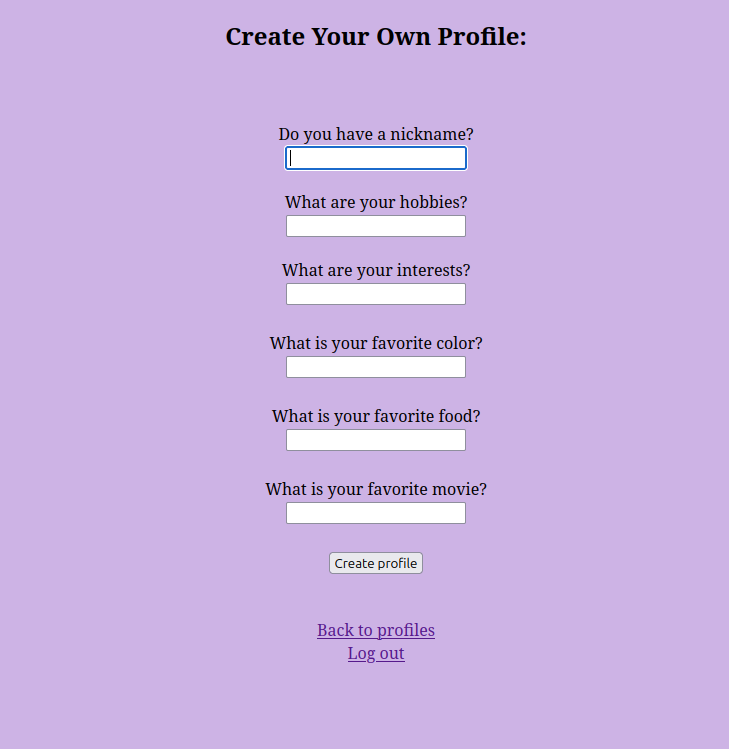 Create Your Own Profile:
Do you have a nickname?
What are your hobbies?
What are your interests?
What is your favorite color?
What is your favorite food?
What is your favorite movie?
Create profile
Back to profiles
Log out